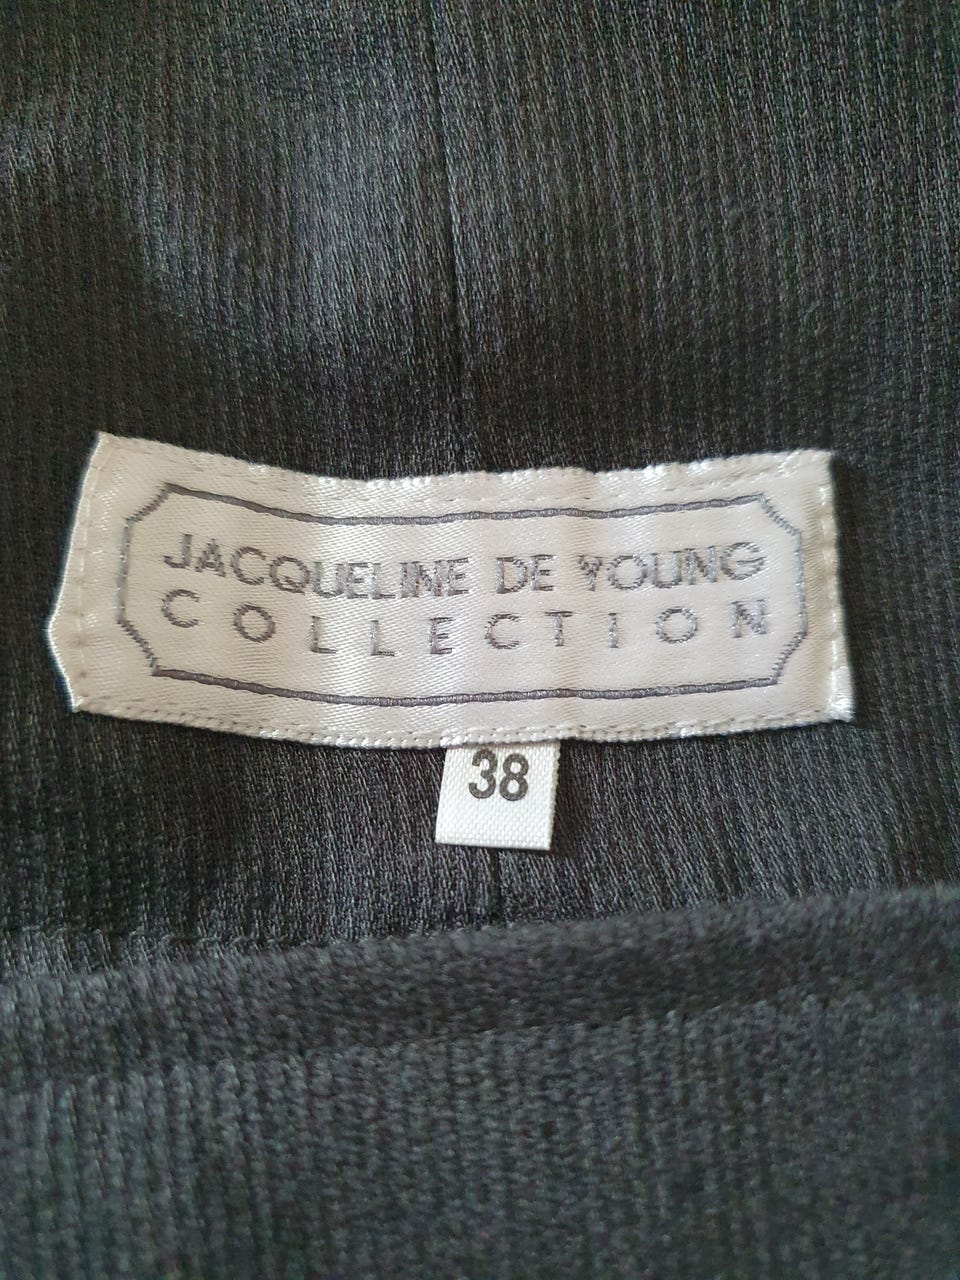 JACQUELINE DE YOUNG
COLLECTION
38